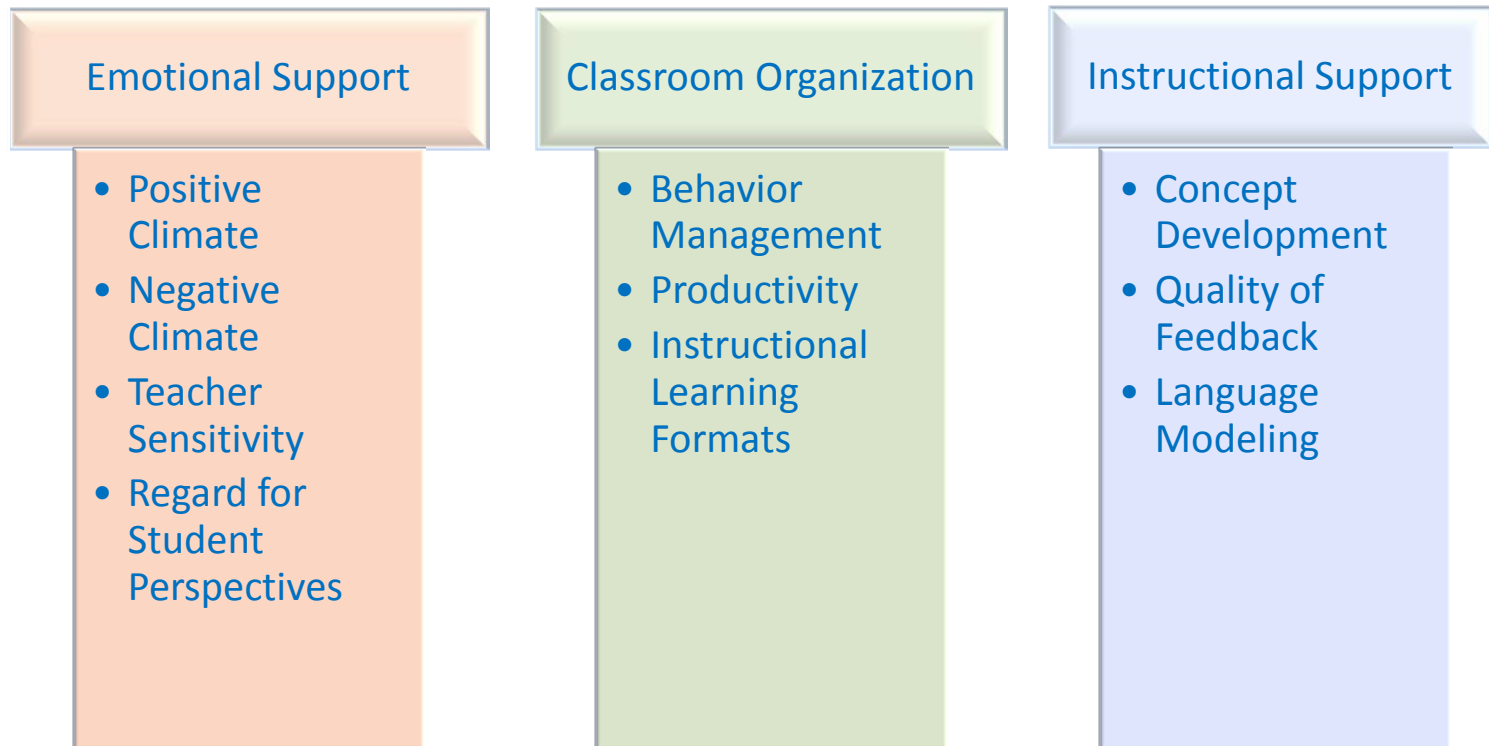 Emotional Support
• Positive
Climate
• Negative
Climate
• Teacher
Sensitivity
• Regard for
Student
Perspectives
Classroom Organization
• Behavior
Management
• Productivity
• Instructional
Learning
Formats
Instructional Support
• Concept
Development
• Quality of
Feedback
• Language
Modeling